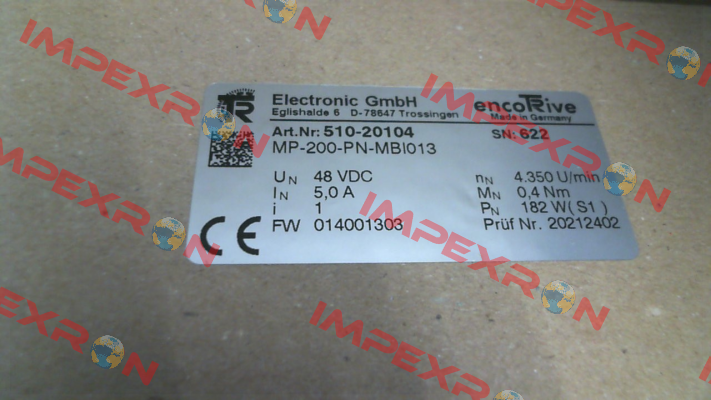 TR Electronic GmbH encoTRive
Eglishalde 6 D-78647 Trossingen Made in Germany
Art.Nr: 510-20104 SN: 622
MP-200-PN-MBI013
UN 48 VDC nN 4.350 U/min
IN 5,0 A MN 0,4 Nm
i 1 PN 182 W(S1)
CE FW 014001303 Prüf Nr. 20212402
IMPEXRON
IMPEXRON
IMPEXRON
IMPEXRON
IMPEXRON
IMPEXRON